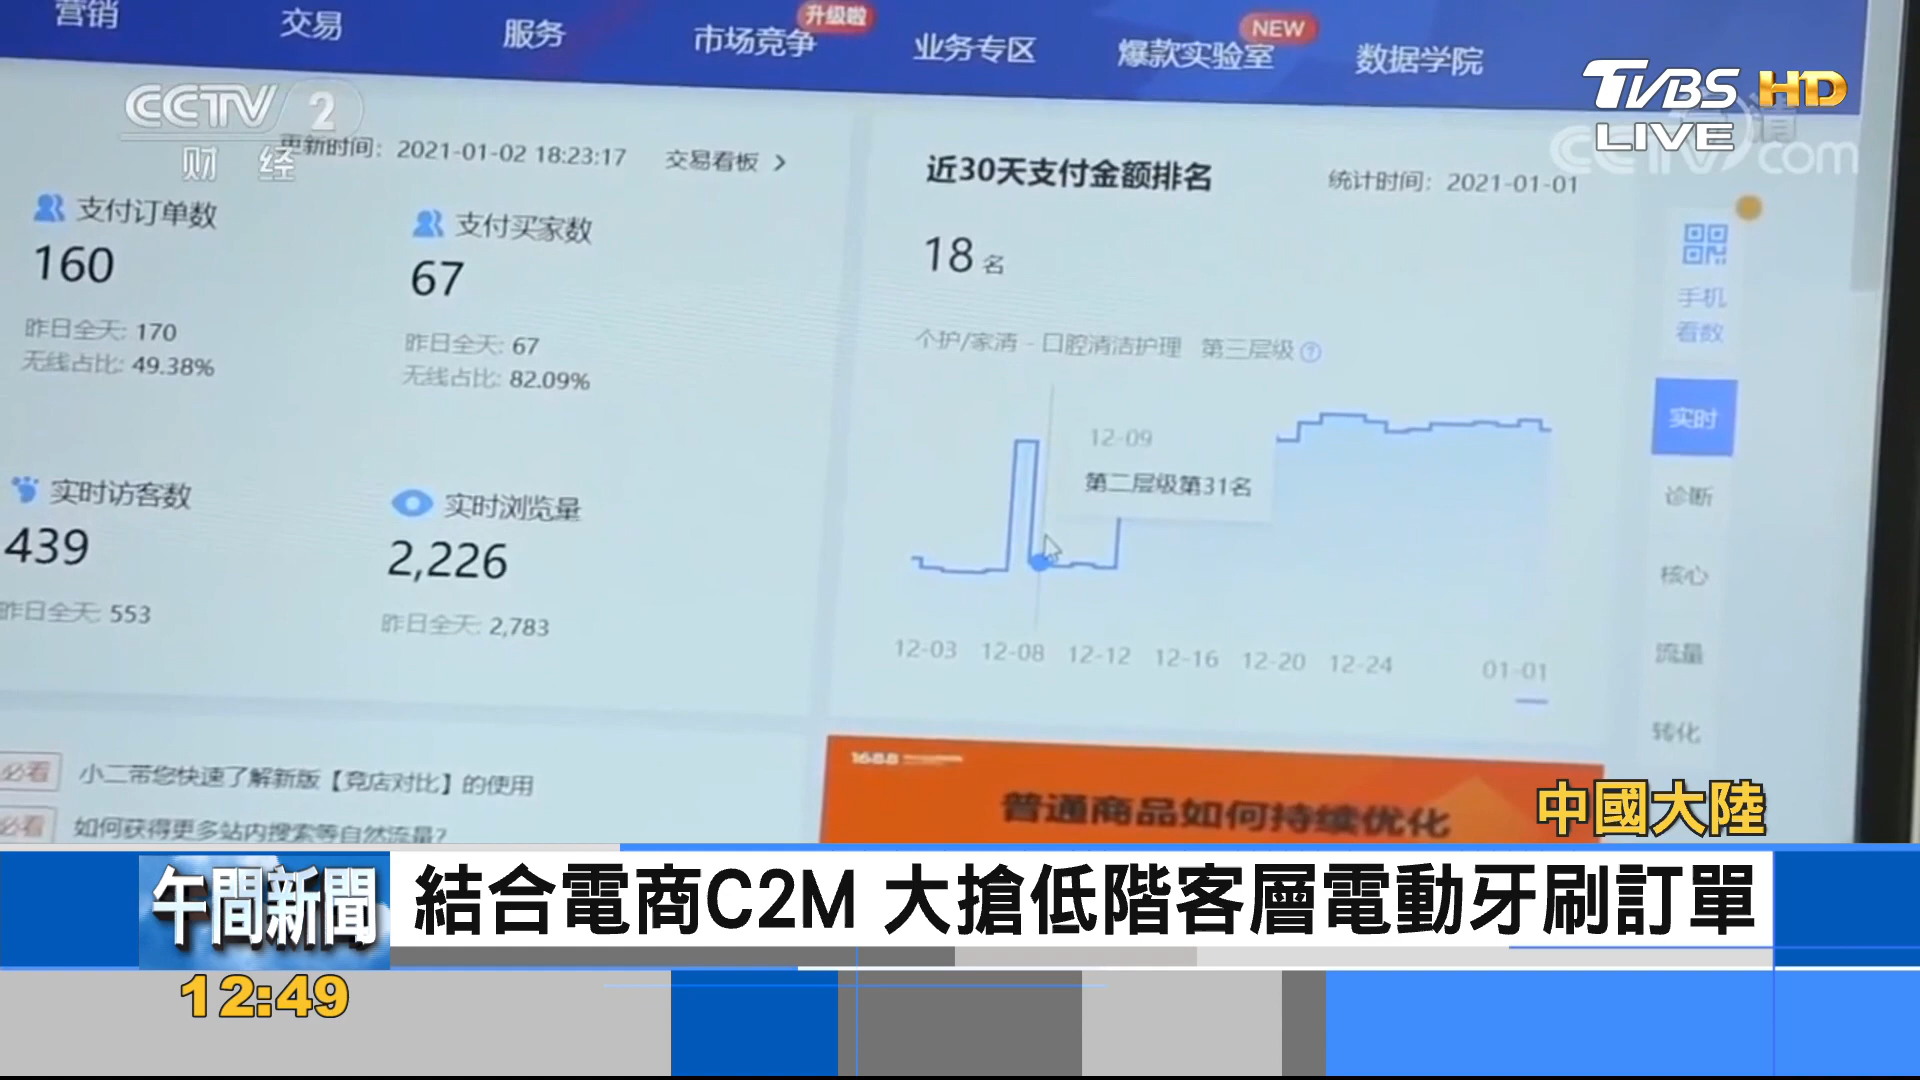 营销 交易 服务 市场竞争 升级啦 业务专区 爆款实验室 NEW 数据学院
TVBS HD
LIVE
CCTV 2
财经
CCTV com
更新时间: 2021-01-02 18:23:17 交易看板 >
支付订单数
160
昨日全天: 170
无线占比: 49.38%
支付买家数
67
昨日全天: 67
无线占比: 82.09%
实时访客数
439
昨日全天: 553
实时浏览量
2,226
昨日全天: 2,783
近30天支付金额排名 统计时间: 2021-01-01
18 名
个护/家清 - 口腔清洁护理 第三层级
12-09
第二层级第31名
12-03 12-08 12-12 12-16 12-20 12-24 01-01
手机
看数
实时
诊断
核心
流量
转化
必看 小二带您快速了解新版【竞店对比】的使用
必看 如何获得更多站内搜索等自然流量?
1688
普通商品如何持续优化
中國大陸
午間新聞
結合電商C2M 大搶低階客層電動牙刷訂單
12:49